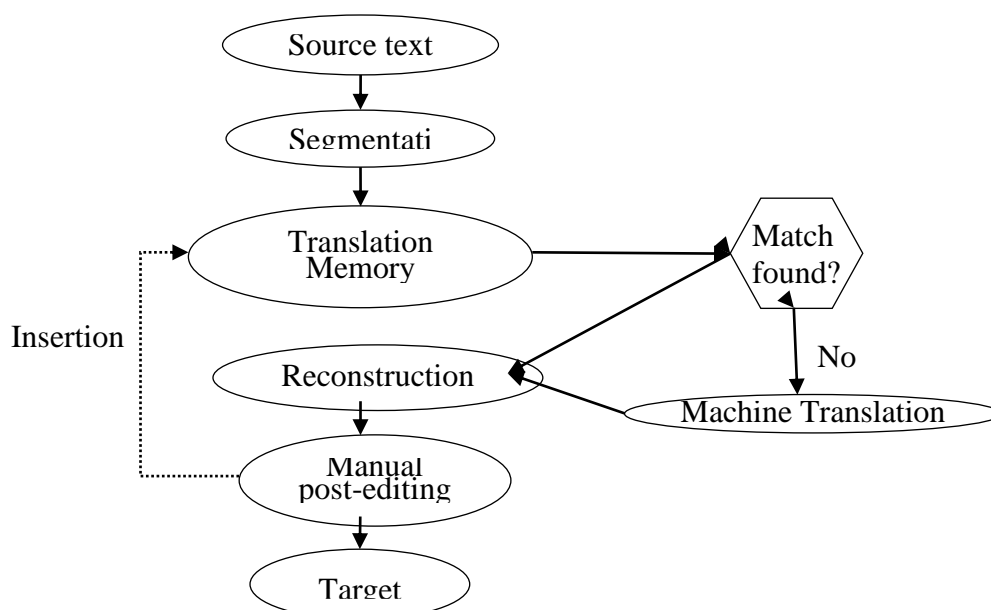 Source text
Segmentati
Translation
Memory
Match
found?
Insertion
Reconstruction
No
Machine Translation
Manual
post-editing
Target